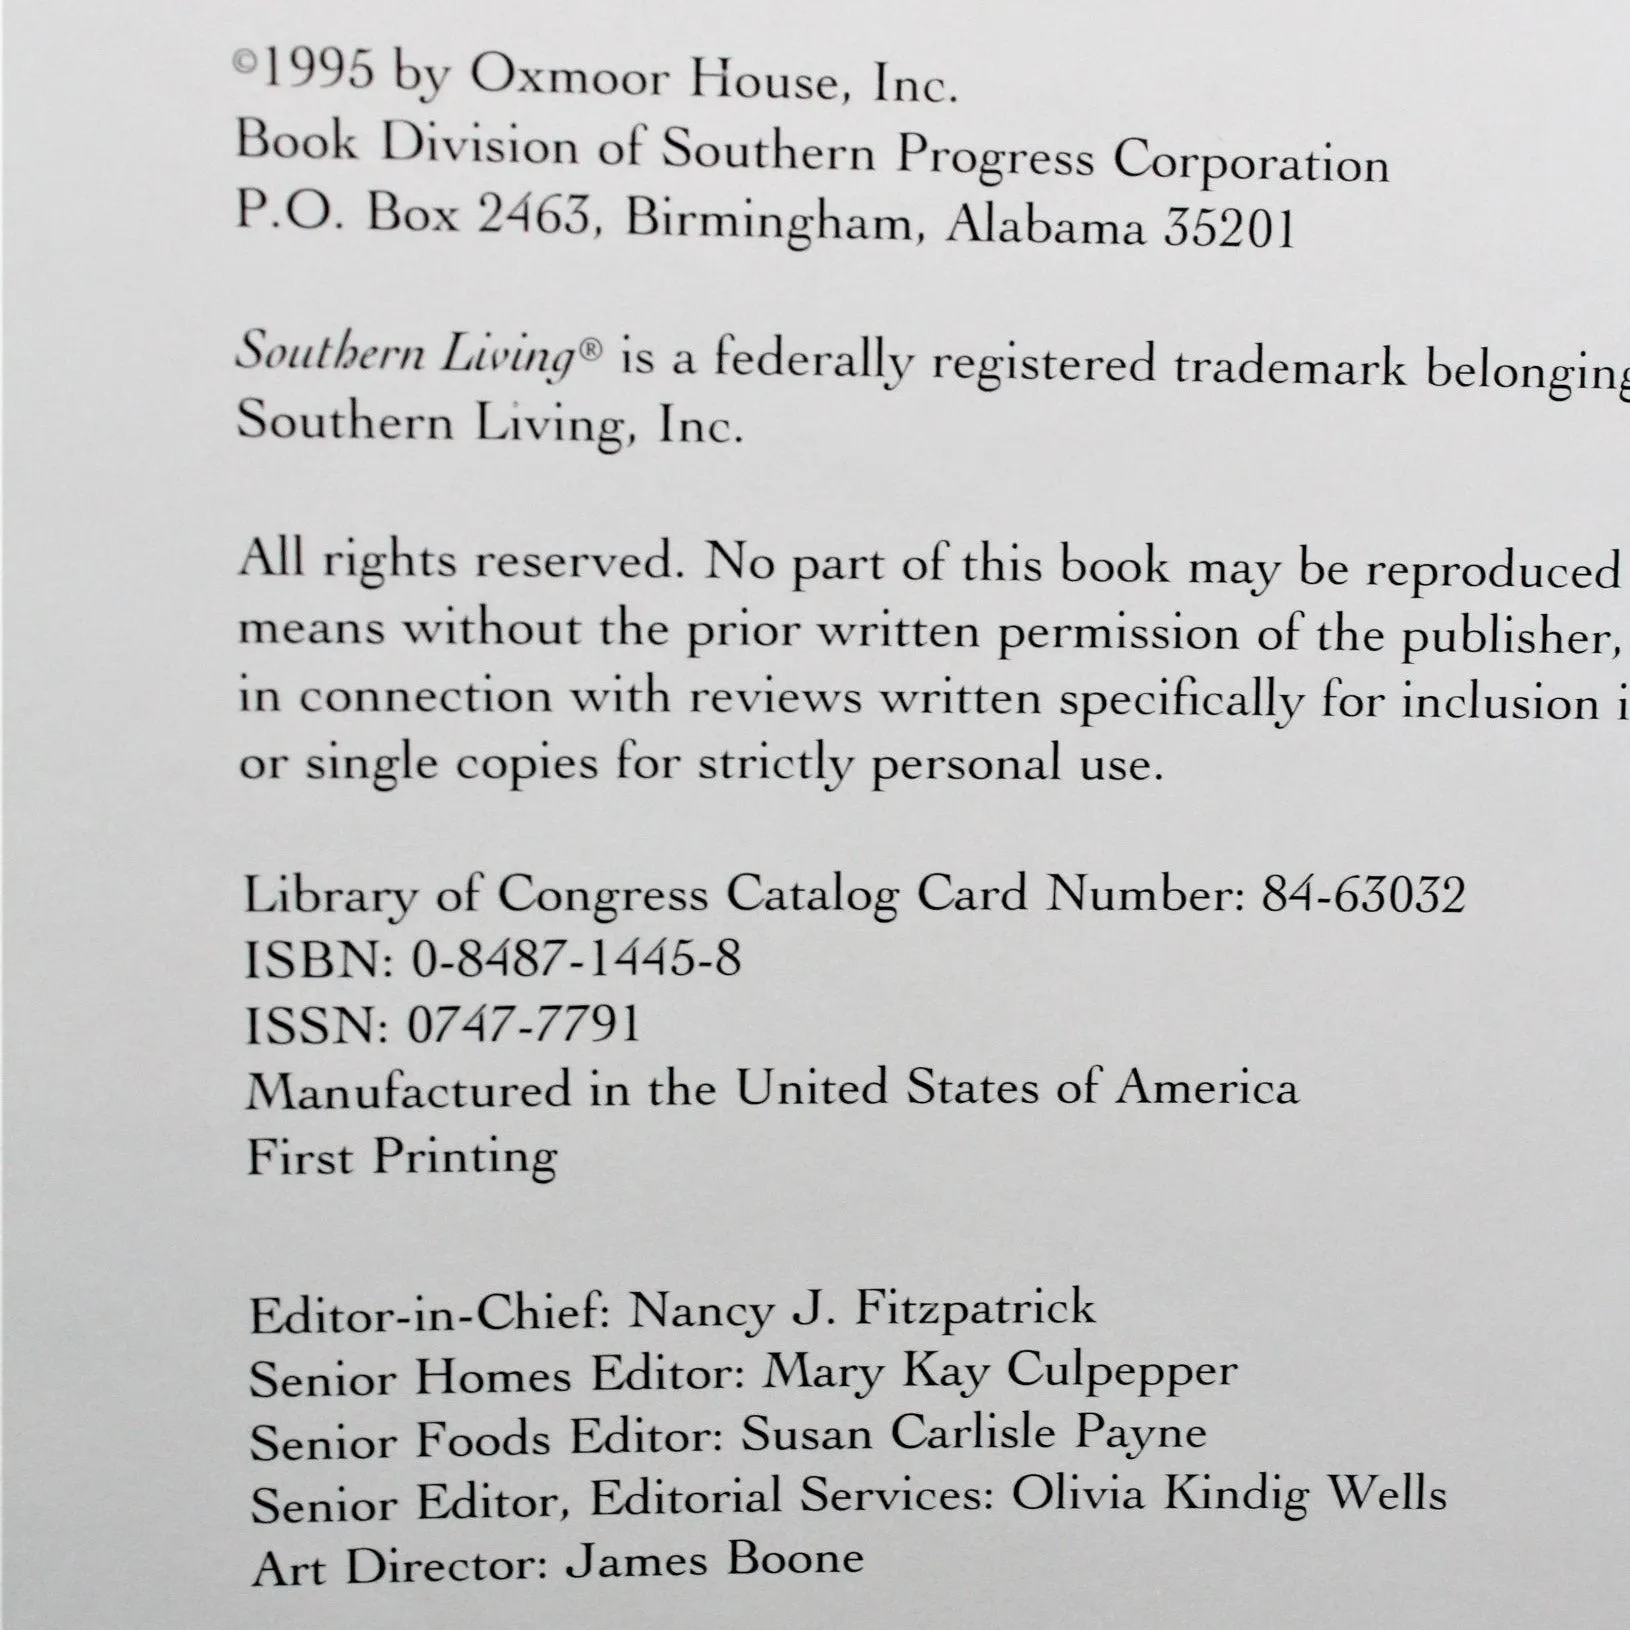 ©1995 by Oxmoor House, Inc.
Book Division of Southern Progress Corporation
P.O. Box 2463, Birmingham, Alabama 35201
Southern Living® is a federally registered trademark belonging
Southern Living, Inc.
All rights reserved. No part of this book may be reproduced
means without the prior written permission of the publisher,
in connection with reviews written specifically for inclusion
or single copies for strictly personal use.
Library of Congress Catalog Card Number: 84-63032
ISBN: 0-8487-1445-8
ISSN: 0747-7791
Manufactured in the United States of America
First Printing
Editor-in-Chief: Nancy J. Fitzpatrick
Senior Homes Editor: Mary Kay Culpepper
Senior Foods Editor: Susan Carlisle Payne
Senior Editor, Editorial Services: Olivia Kindig Wells
Art Director: James Boone